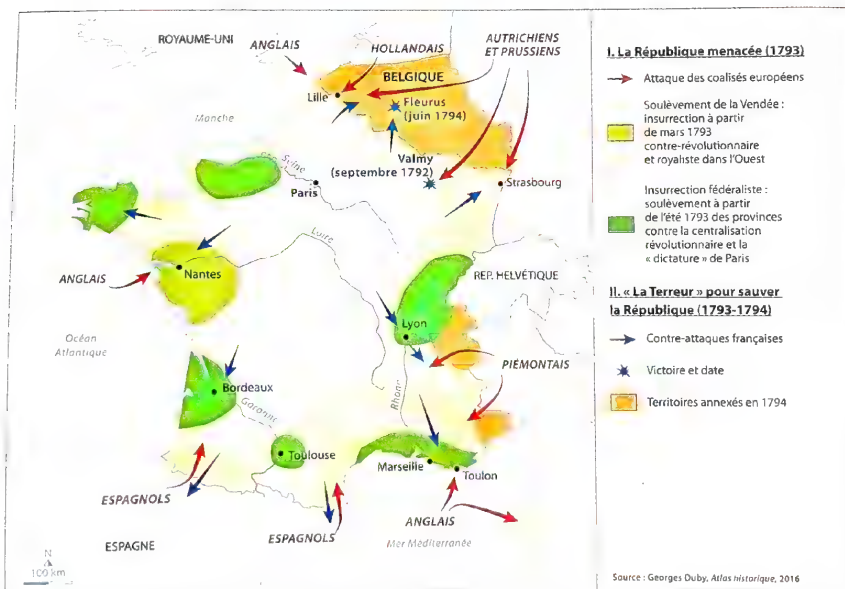 ROYAUME-UNI
ANGLAIS
HOLLANDAIS
AUTRICHIENS
ET PRUSSIENS
BELGIQUE
Lille
Fleurus
(juin 1794)
Manche
Valmy
(septembre 1792)
Seine
Paris
Strasbourg
Loire
Nantes
ANGLAIS
REP. HELVÉTIQUE
Océan
Atlantique
Lyon
PIÉMONTAIS
Bordeaux
Garonne
Rhône
Toulouse
Marseille
Toulon
ESPAGNOLS
ESPAGNOLS
ANGLAIS
ESPAGNE
Mer Méditerranée
N
100 km
I. La République menacée (1793)
Attaque des coalisés européens
Soulèvement de la Vendée :
insurrection à partir
de mars 1793
contre-révolutionnaire
et royaliste dans l'Ouest
Insurrection fédéraliste :
soulèvement à partir
de l'été 1793 des provinces
contre la centralisation
révolutionnaire et la
« dictature » de Paris
II. « La Terreur » pour sauver
la République (1793-1794)
Contre-attaques françaises
Victoire et date
Territoires annexés en 1794
Source : Georges Duby, Atlas historique, 2016